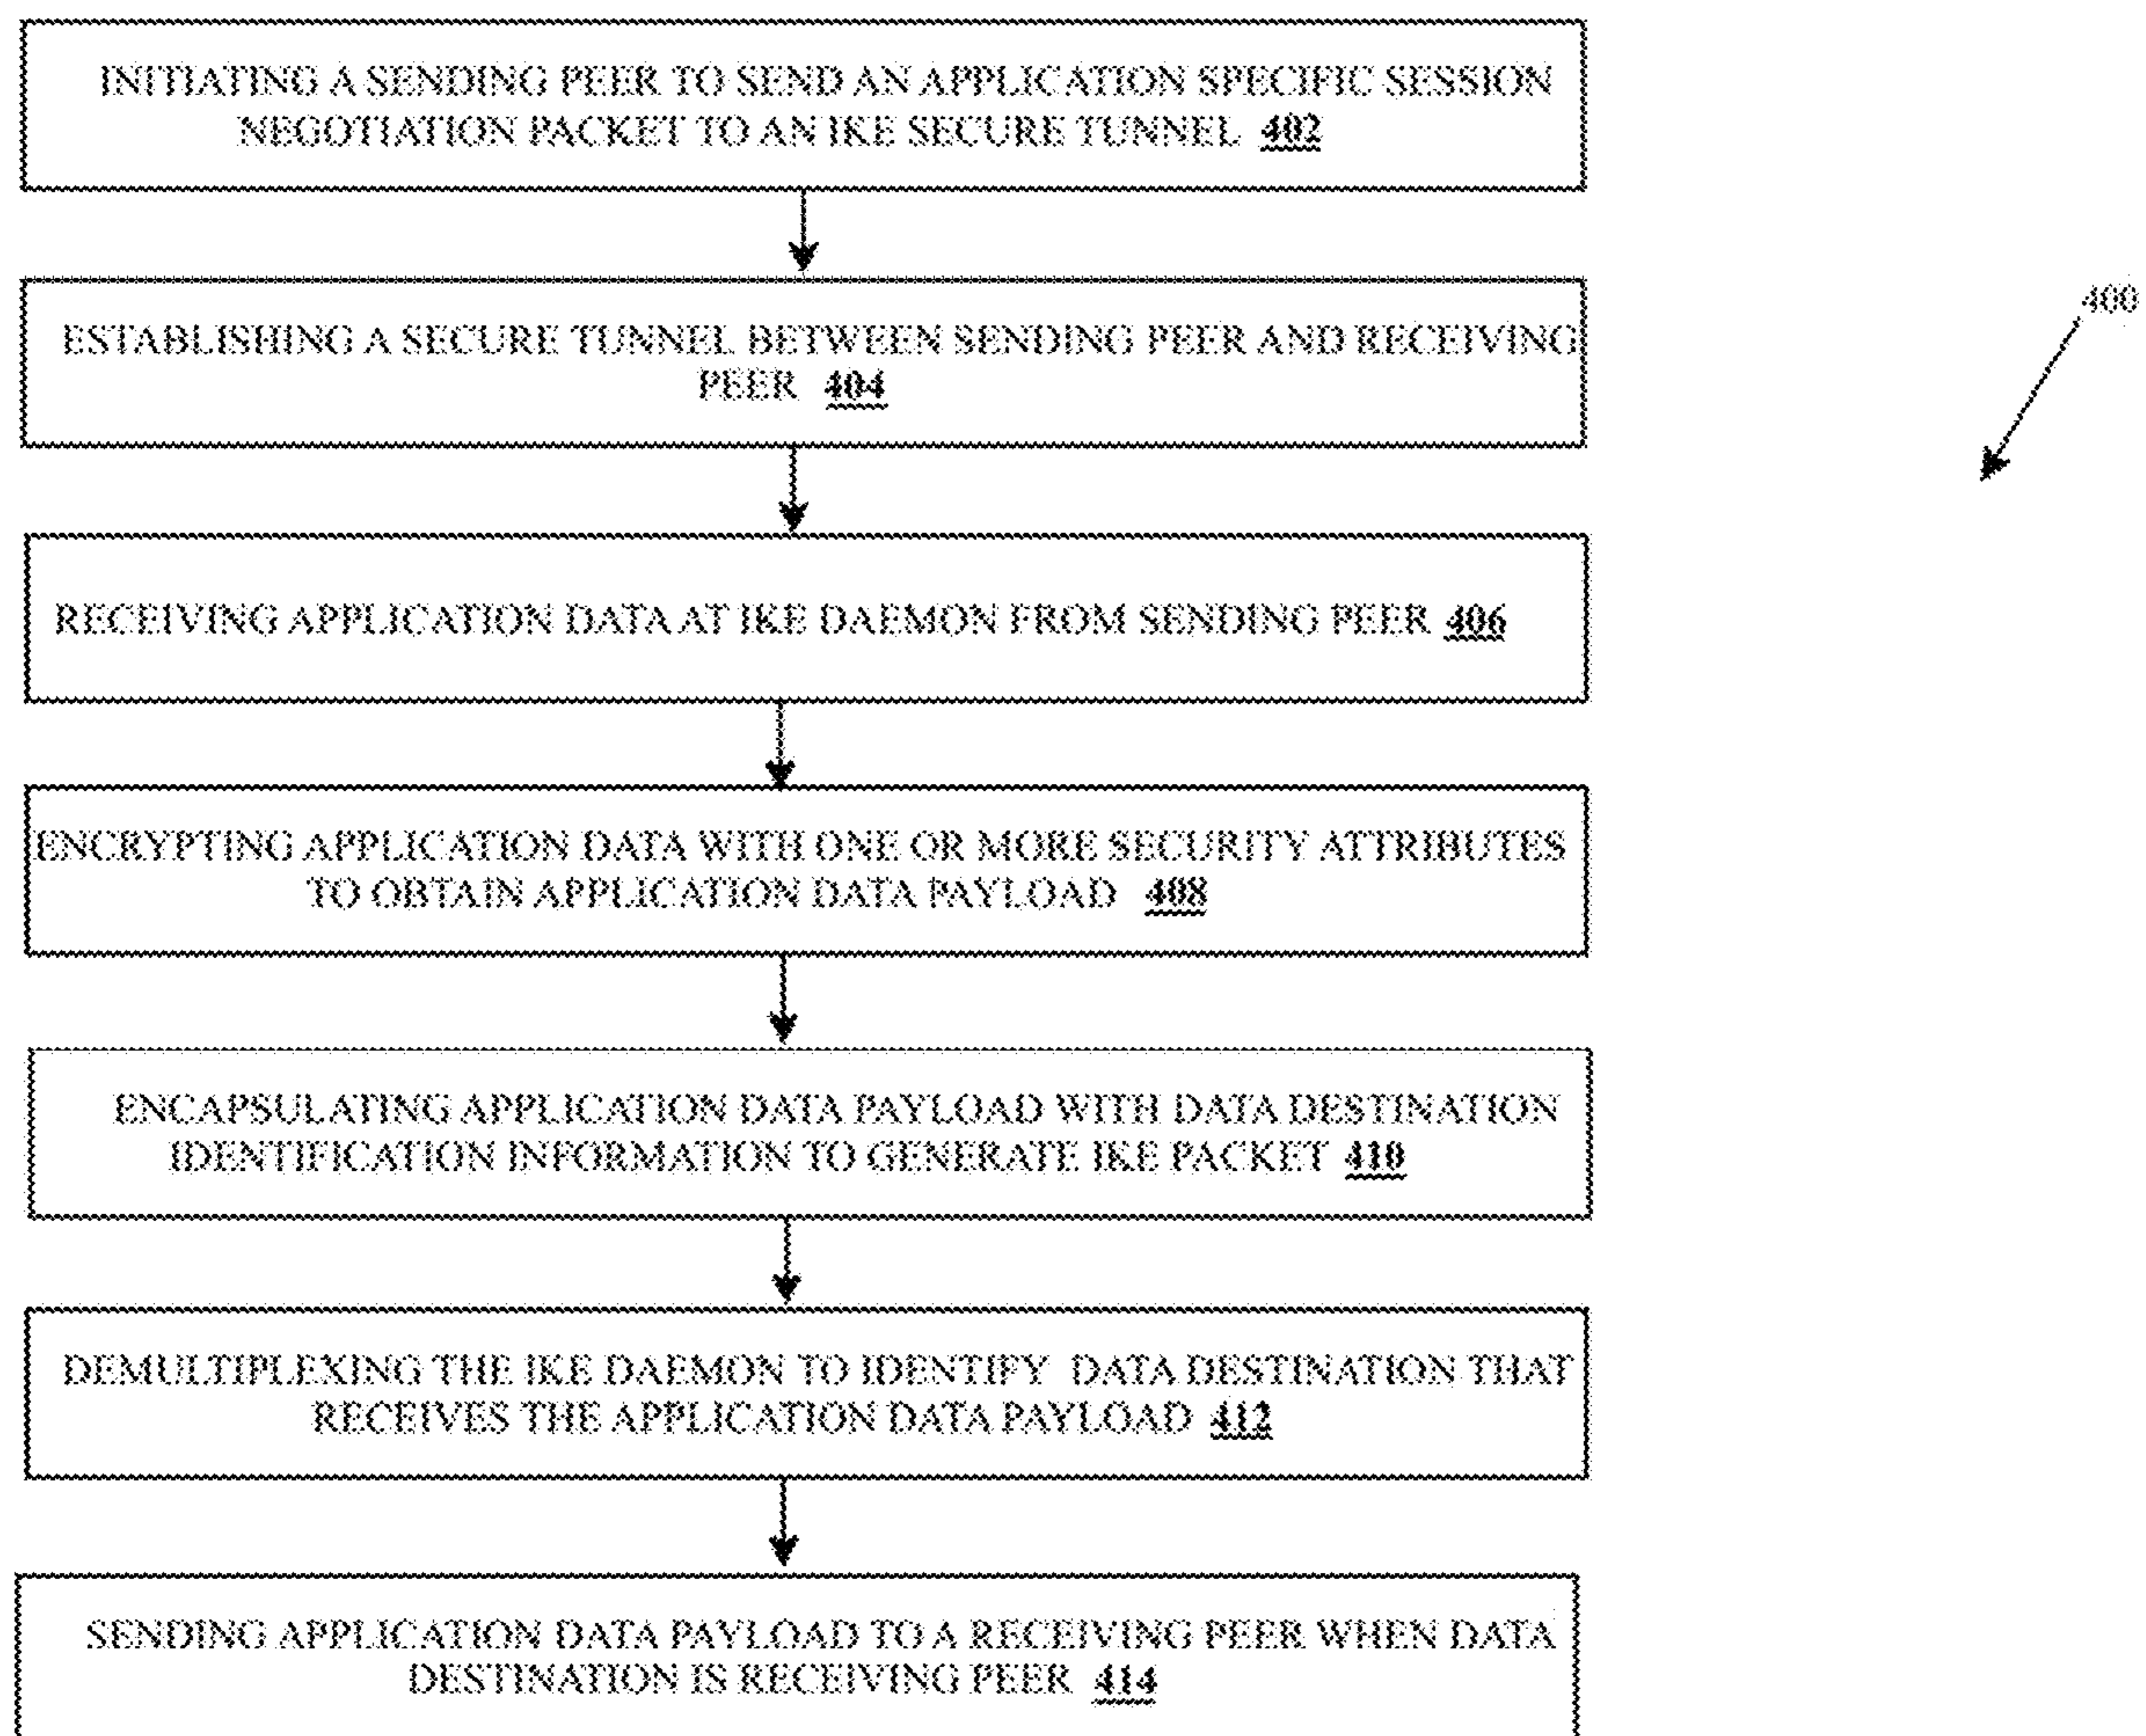 INITIATING A SENDING PEER TO SEND AN APPLICATION SPECIFIC SESSION
NEGOTIATION PACKET TO AN IKE SECURE TUNNEL 402
ESTABLISHING A SECURE TUNNEL BETWEEN SENDING PEER AND RECEIVING
PEER 404
400
RECEIVING APPLICATION DATA AT IKE DAEMON FROM SENDING PEER 406
ENCRYPTING APPLICATION DATA WITH ONE OR MORE SECURITY ATTRIBUTES
TO OBTAIN APPLICATION DATA PAYLOAD 408
ENCAPSULATING APPLICATION DATA PAYLOAD WITH DATA DESTINATION
IDENTIFICATION INFORMATION TO GENERATE IKE PACKET 410
DEMULTIPLEXING THE IKE DAEMON TO IDENTIFY DATA DESTINATION THAT
RECEIVES THE APPLICATION DATA PAYLOAD 412
SENDING APPLICATION DATA PAYLOAD TO A RECEIVING PEER WHEN DATA
DESTINATION IS RECEIVING PEER 414